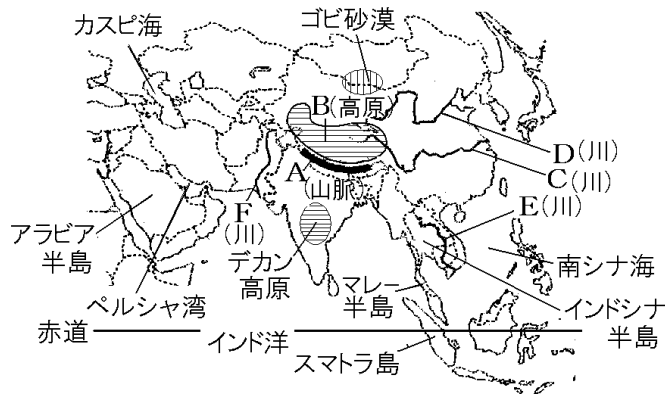 カスピ海
ゴビ砂漠
B(高原)
D(川)
C(川)
A
(山脈)
E(川)
F
(川)
アラビア
半島
デカン
高原
マレー
半島
南シナ海
ペルシャ湾
インドシナ
半島
赤道
インド洋
スマトラ島